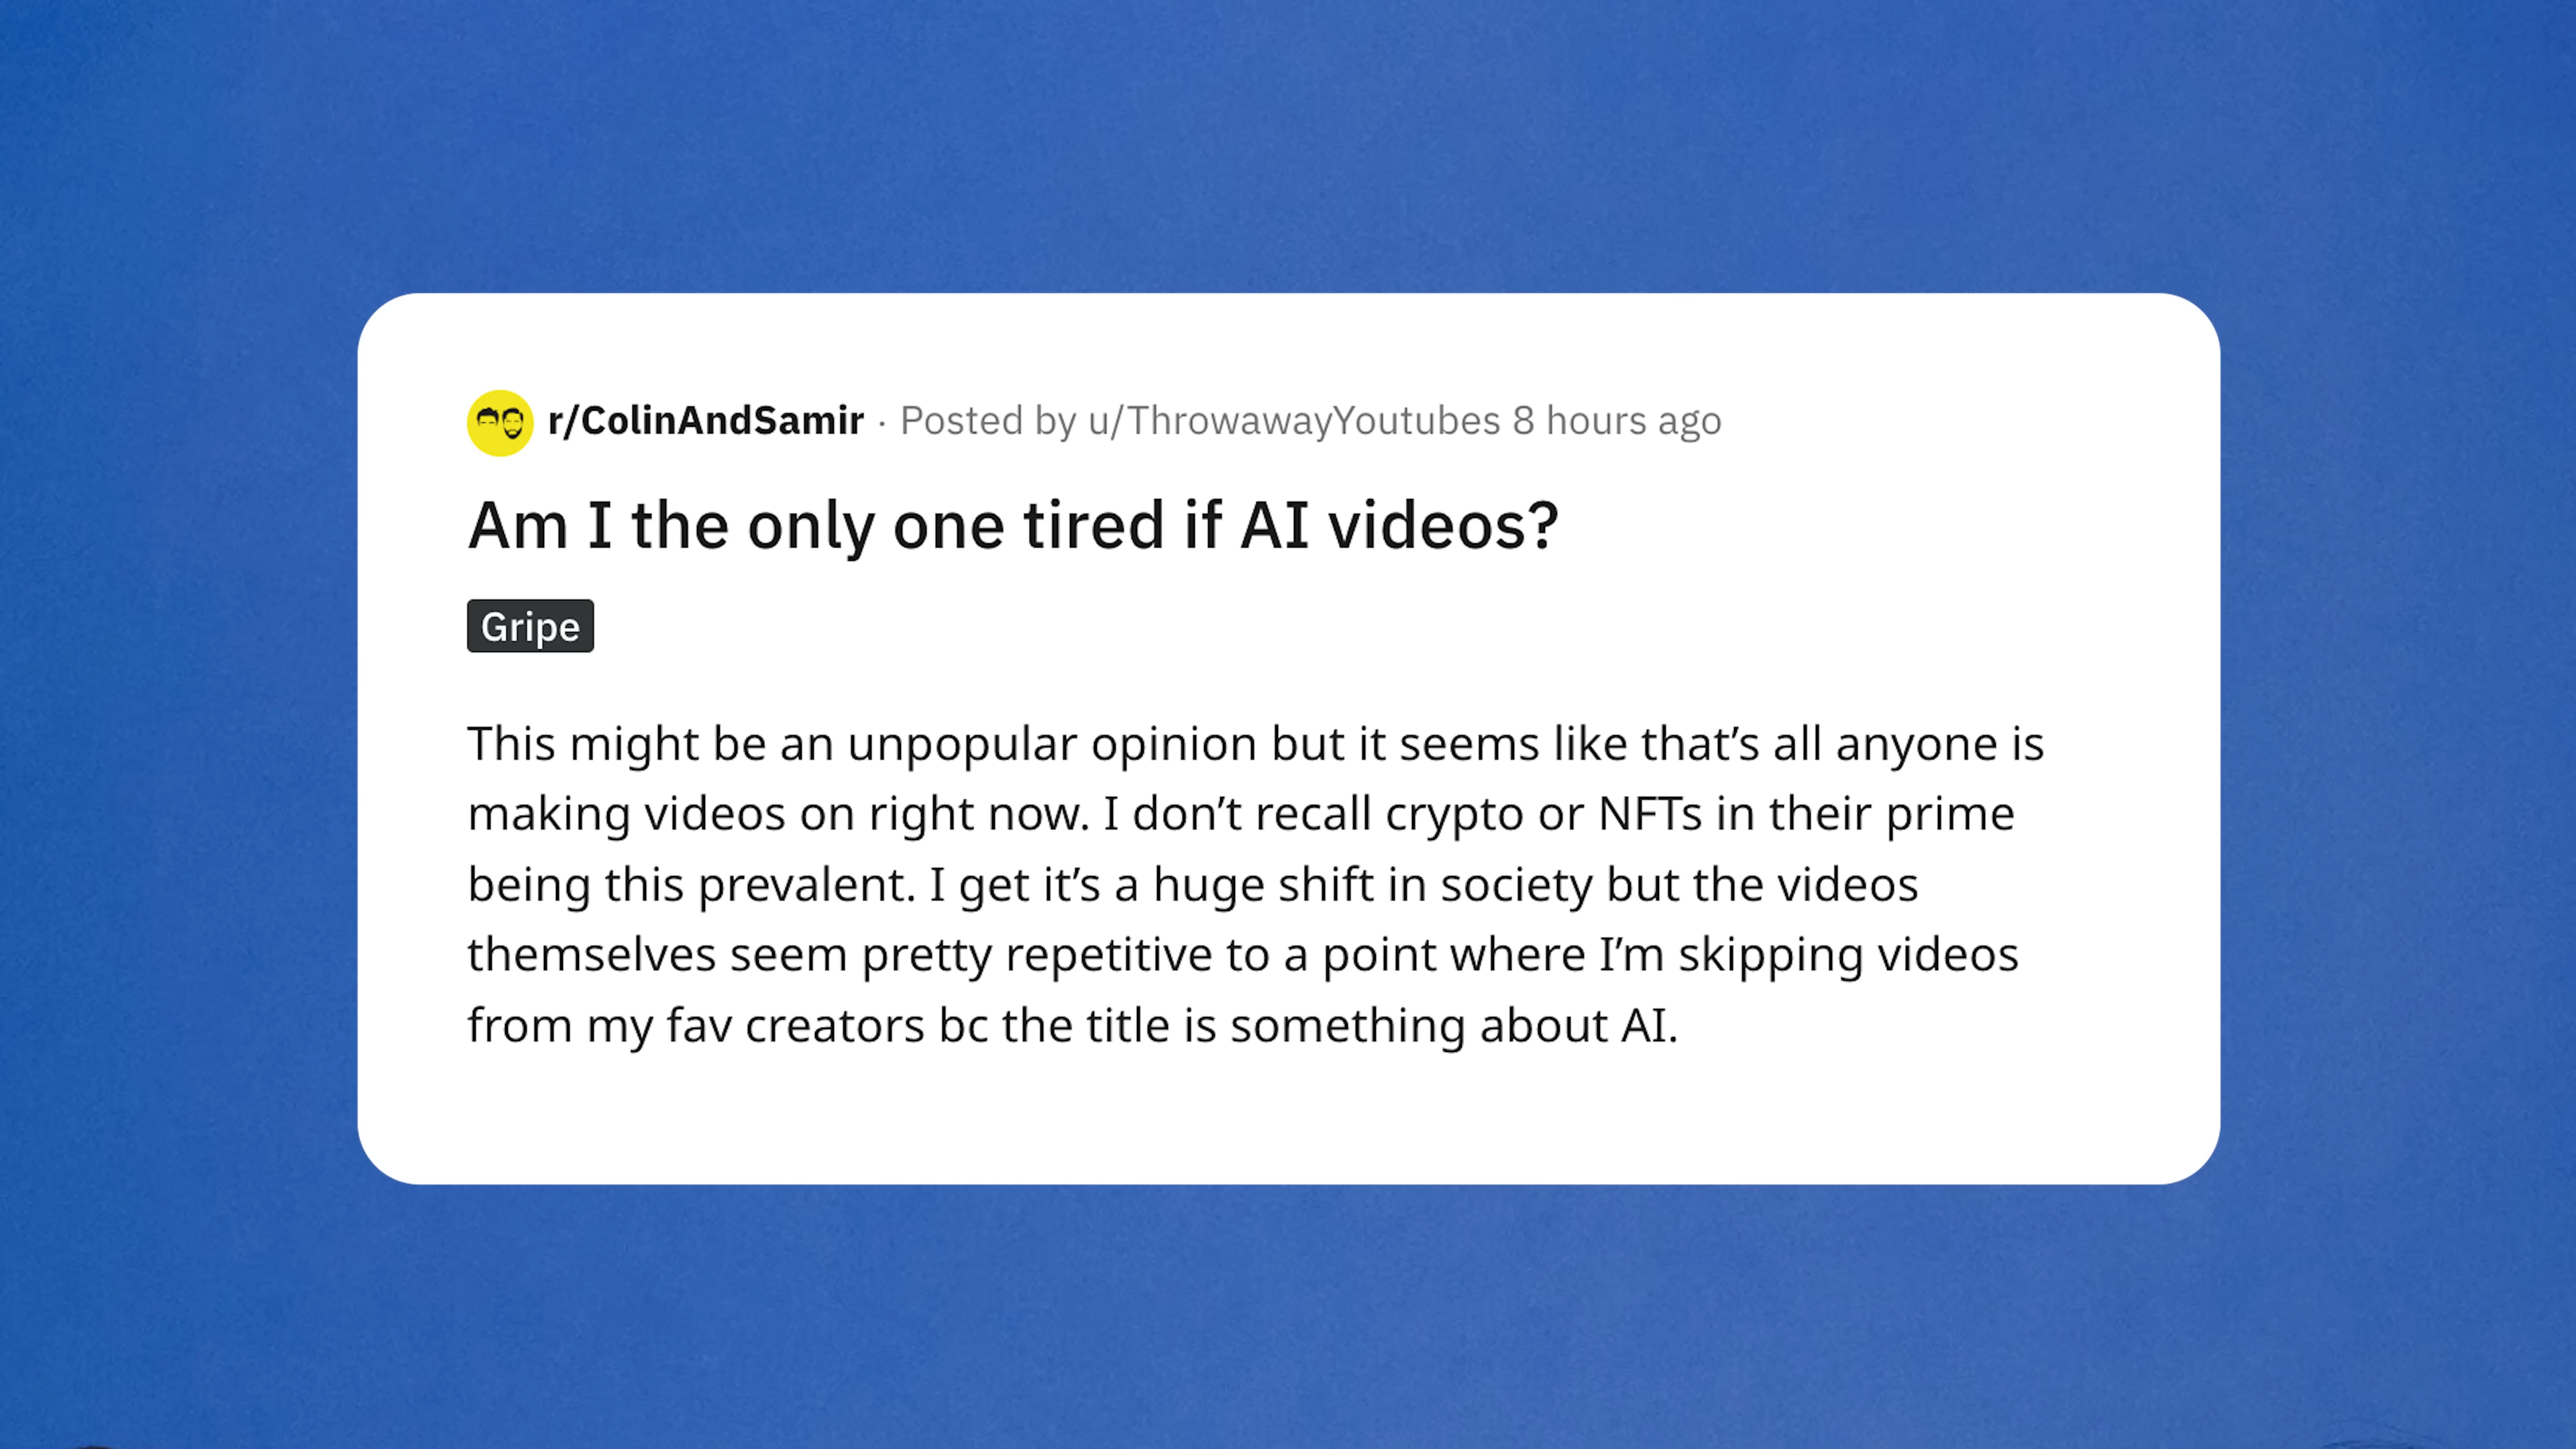 r/ColinAndSamir · Posted by u/ThrowawayYoutubes 8 hours ago
Am I the only one tired if AI videos?
Gripe
This might be an unpopular opinion but it seems like that’s all anyone is
making videos on right now. I don’t recall crypto or NFTs in their prime
being this prevalent. I get it’s a huge shift in society but the videos
themselves seem pretty repetitive to a point where I’m skipping videos
from my fav creators bc the title is something about AI.